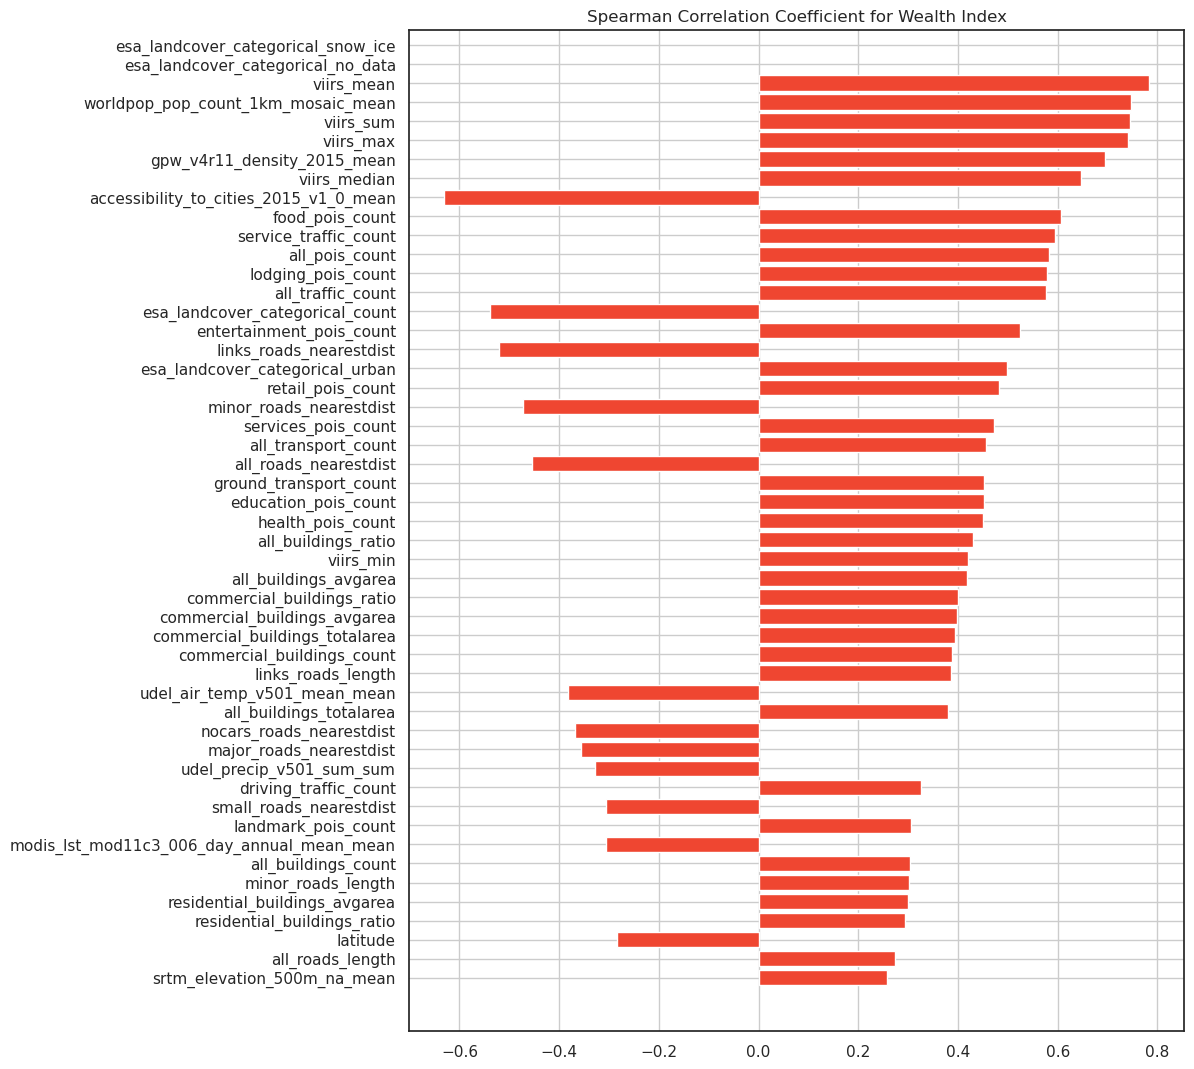 Spearman Correlation Coefficient for Wealth Index
esa_landcover_categorical_snow_ice
esa_landcover_categorical_no_data
viirs_mean
worldpop_pop_count_1km_mosaic_mean
viirs_sum
viirs_max
gpw_v4r11_density_2015_mean
viirs_median
accessibility_to_cities_2015_v1_0_mean
food_pois_count
service_traffic_count
all_pois_count
lodging_pois_count
all_traffic_count
esa_landcover_categorical_count
entertainment_pois_count
links_roads_nearestdist
esa_landcover_categorical_urban
retail_pois_count
minor_roads_nearestdist
services_pois_count
all_transport_count
all_roads_nearestdist
ground_transport_count
education_pois_count
health_pois_count
all_buildings_ratio
viirs_min
all_buildings_avgarea
commercial_buildings_ratio
commercial_buildings_avgarea
commercial_buildings_totalarea
commercial_buildings_count
links_roads_length
udel_air_temp_v501_mean_mean
all_buildings_totalarea
nocars_roads_nearestdist
major_roads_nearestdist
udel_precip_v501_sum_sum
driving_traffic_count
small_roads_nearestdist
landmark_pois_count
modis_lst_mod11c3_006_day_annual_mean_mean
all_buildings_count
minor_roads_length
residential_buildings_avgarea
residential_buildings_ratio
latitude
all_roads_length
srtm_elevation_500m_na_mean
−0.6 −0.4 −0.2 0.0 0.2 0.4 0.6 0.8